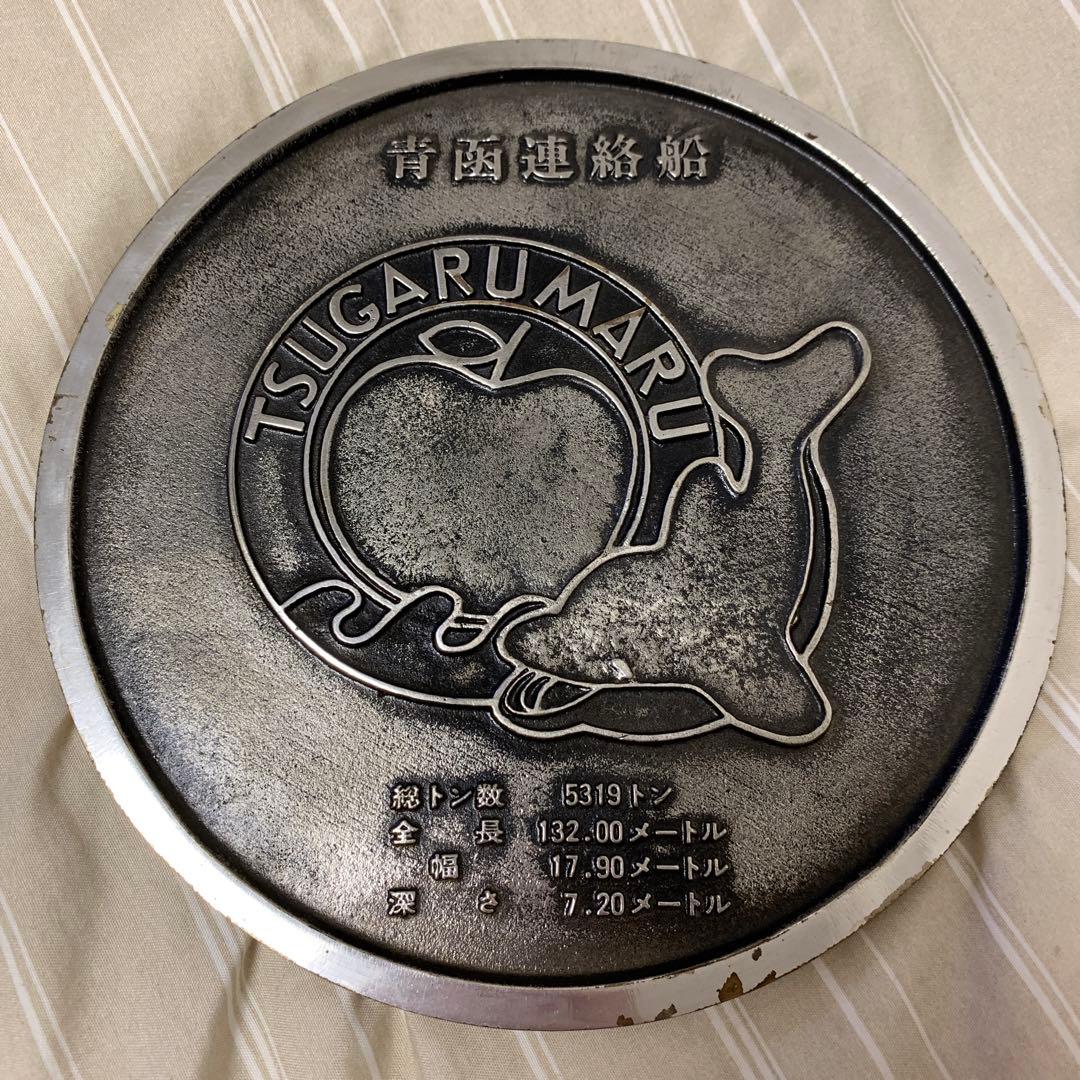 青函連絡船
TSUGARUMARU
総トン数 5319トン
全長 132.00メートル
幅 17.90メートル
深さ 7.20メートル